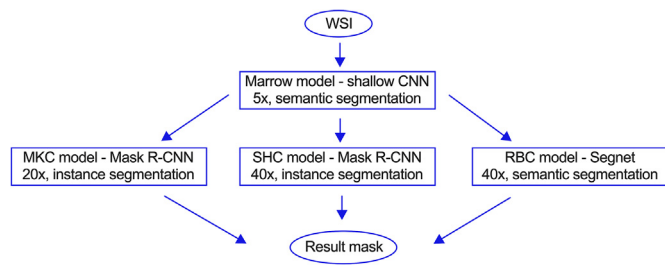 WSI
Marrow model - shallow CNN
5x, semantic segmentation
MKC model - Mask R-CNN
20x, instance segmentation
SHC model - Mask R-CNN
40x, instance segmentation
RBC model - Segnet
40x, semantic segmentation
Result mask